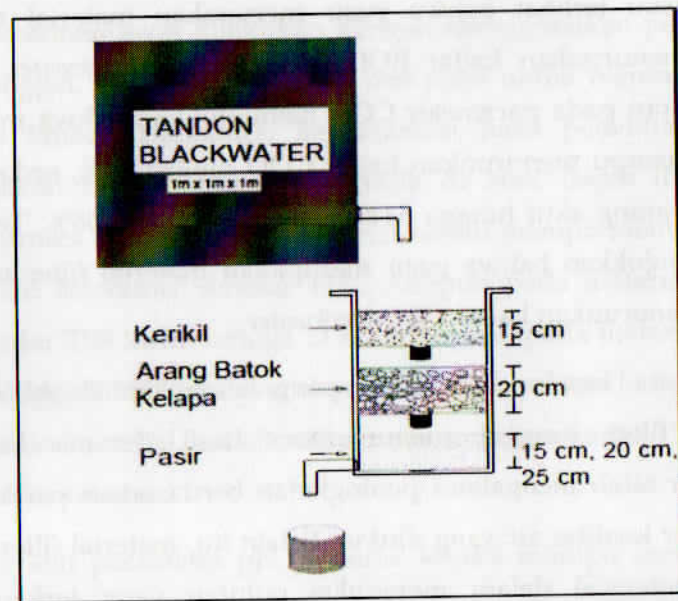 TANDON
BLACKWATER
1m x 1m x 1m
Kerikil
15 cm
Arang Batok
Kelapa
20 cm
Pasir
15 cm, 20 cm,
25 cm